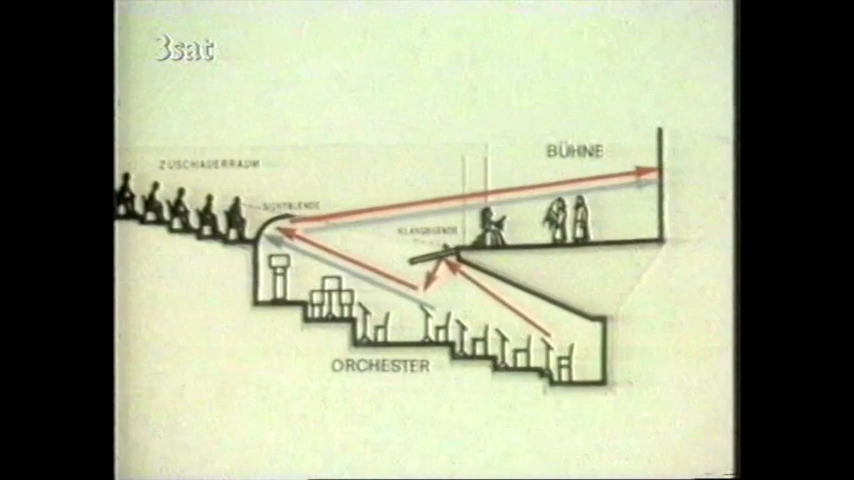 3sat
BÜHNE
ZUSCHAUERRAUM
SICHTBLENDE
KLANGBLENDE
ORCHESTER